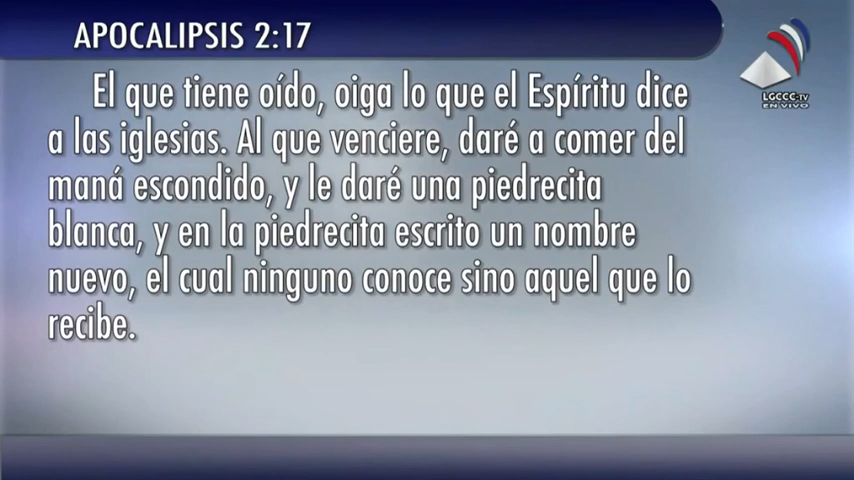 APOCALIPSIS 2:17
El que tiene oído, oiga lo que el Espíritu dice
a las iglesias. Al que venciere, daré a comer del
maná escondido, y le daré una piedrecita
blanca, y en la piedrecita escrito un nombre
nuevo, el cual ninguno conoce sino aquel que lo
recibe.
LGCCC-TV
EN VIVO